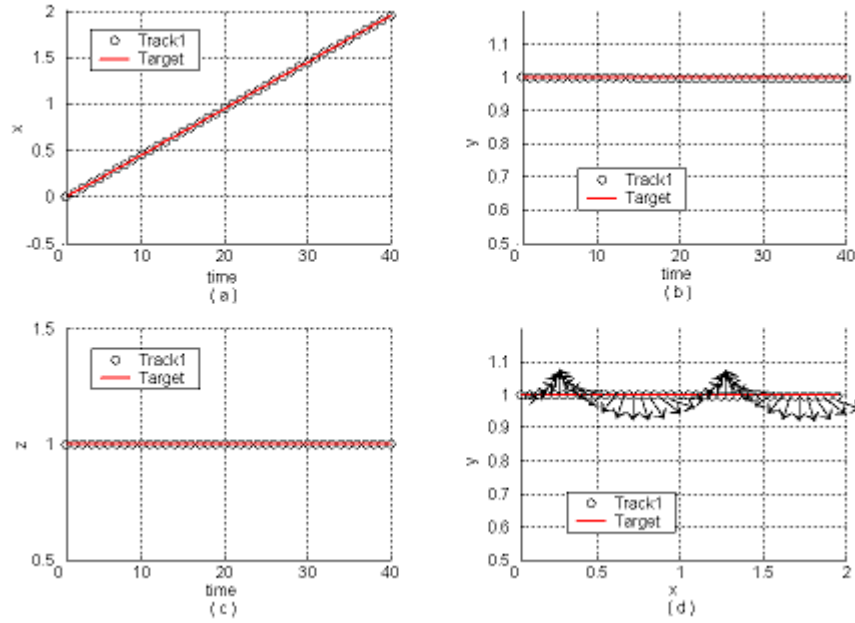 2
1.5
1
0.5
0
-0.5
x
Track1
Target
0 10 20 30 40
time
( a )
1.1
1
0.9
0.8
0.7
0.6
0.5
y
Track1
Target
0 10 20 30 40
time
( b )
1.5
1
0.5
z
Track1
Target
0 10 20 30 40
time
( c )
1.1
1
0.9
0.8
0.7
0.6
0.5
y
Track1
Target
0 0.5 1 1.5 2
x
( d )